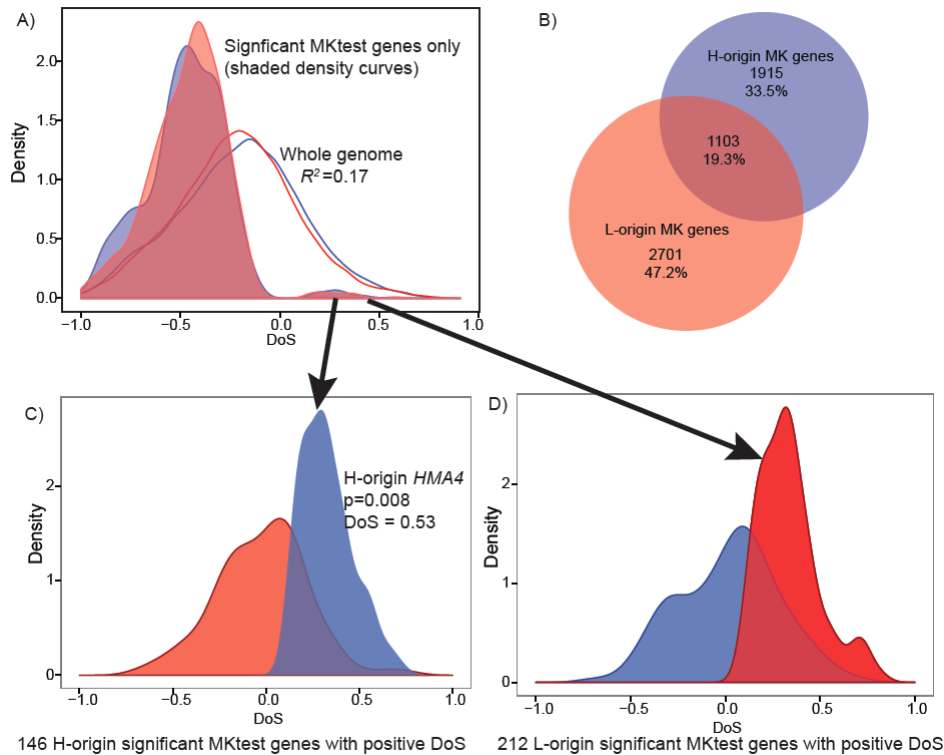 A)
Signficant MKtest genes only
(shaded density curves)
Whole genome
R²=0.17
Density
2.0
1.5
1.0
0.5
0.0
−1.0 −0.5 0.0 0.5 1.0
DoS
B)
H-origin MK genes
1915
33.5%
1103
19.3%
L-origin MK genes
2701
47.2%
C)
H-origin HMA4
p=0.008
DoS = 0.53
Density
2
1
0
−1.0 −0.5 0.0 0.5 1.0
DoS
146 H-origin significant MKtest genes with positive DoS
D)
Density
2
1
0
−1.0 −0.5 0.0 0.5 1.0
DoS
212 L-origin significant MKtest genes with positive DoS